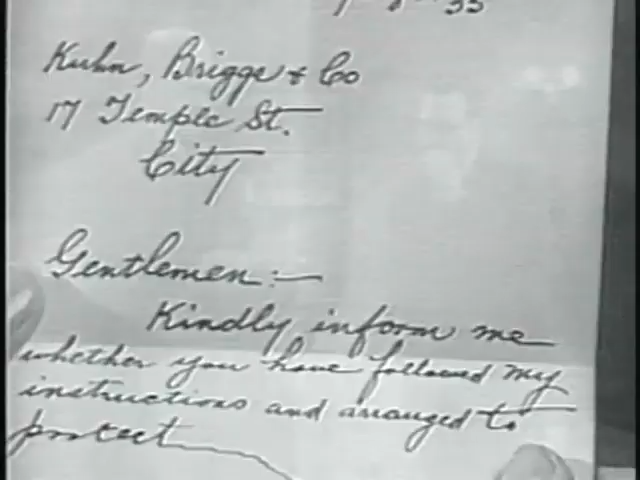 33
Kuhn, Briggs & Co
17 Temple St.
City
Gentlemen:—
Kindly inform me
whether you have followed my
instructions and arranged to
protect